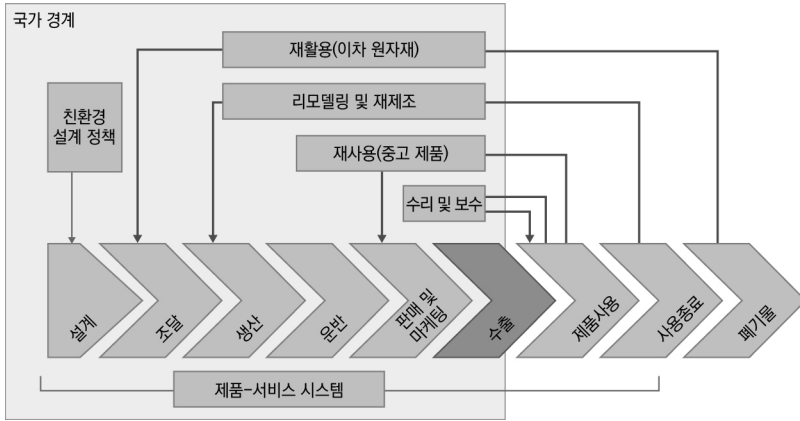 국가 경계
재활용(이차 원자재)
리모델링 및 재제조
친환경
설계 정책
재사용(중고 제품)
수리 및 보수
설계
조달
생산
운반
판매 및
마케팅
수출
제품사용
사용종료
폐기물
제품-서비스 시스템